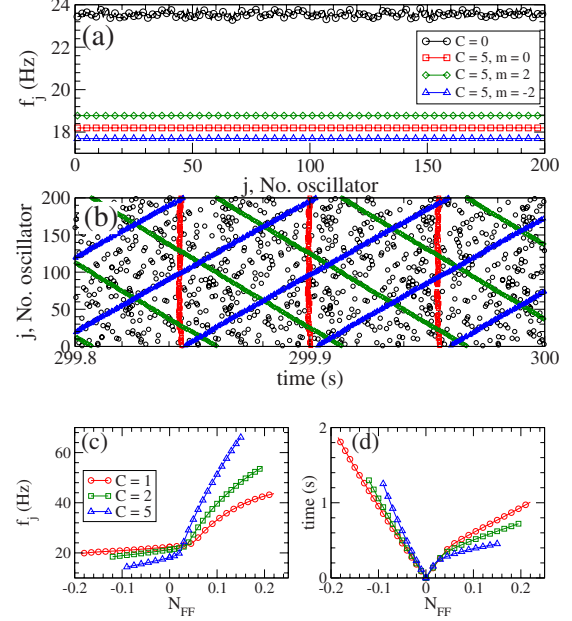 24
(a)
f_j (Hz)
21
18
C = 0
C = 5, m = 0
C = 5, m = 2
C = 5, m = -2
0 50 100 150 200
j, No. oscillator
(b)
j, No. oscillator
200
150
100
50
0
299.8 299.9 300
time (s)
(c)
f_j (Hz)
60
40
20
C = 1
C = 2
C = 5
-0.2 -0.1 0 0.1 0.2
N_FF
(d)
time (s)
2
1
0
-0.2 -0.1 0 0.1 0.2
N_FF